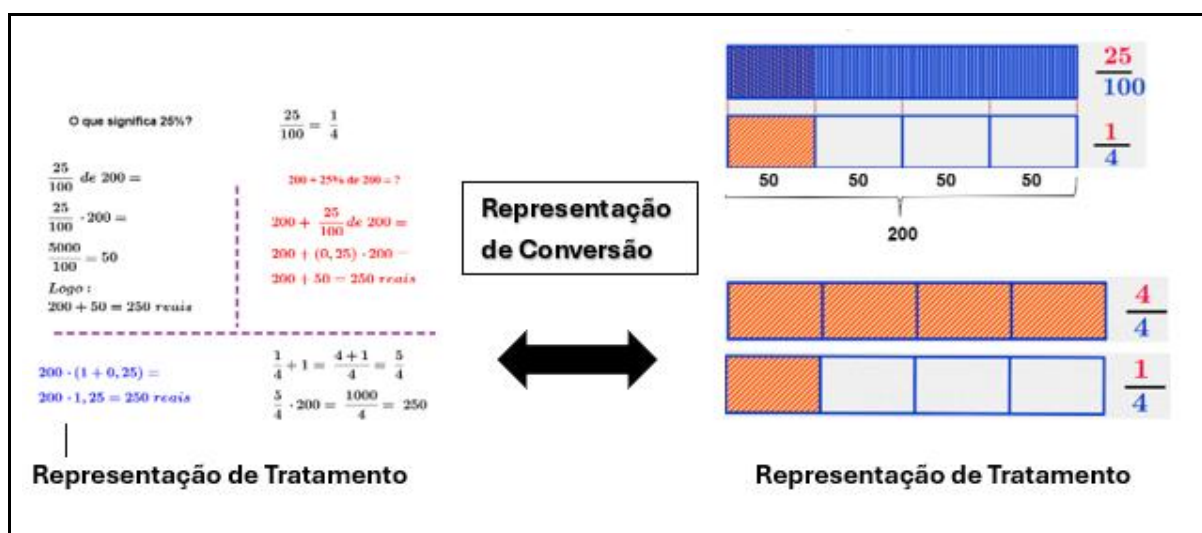 O que significa 25%?
25/100 = 1/4
25/100 de 200 =
25/100 · 200 =
5000/100 = 50
Logo :
200 + 50 = 250 reais
200 + 25% de 200 = ?
200 + 25/100 de 200 =
200 + (0, 25) · 200 =
200 + 50 = 250 reais
200 · (1 + 0, 25) =
200 · 1, 25 = 250 reais
1/4 + 1 = 4 + 1/4 = 5/4
5/4 · 200 = 1000/4 = 250
Representação de Tratamento
Representação
de Conversão
25/100
1/4
50 50 50 50
200
4/4
1/4
Representação de Tratamento